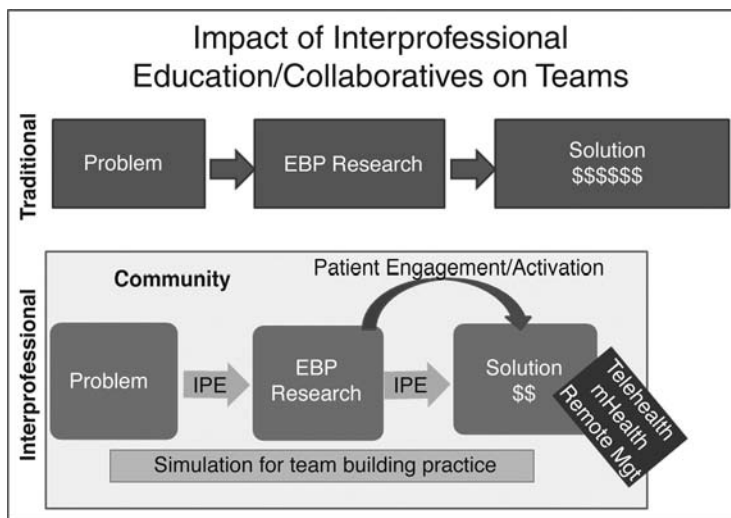 Impact of Interprofessional
Education/Collaboratives on Teams
Traditional
Problem
EBP Research
Solution
$$$$$$
Interprofessional
Community
Patient Engagement/Activation
Problem
IPE
EBP
Research
IPE
Solution
$$
Telehealth
mHealth
Remote Mgt
Simulation for team building practice